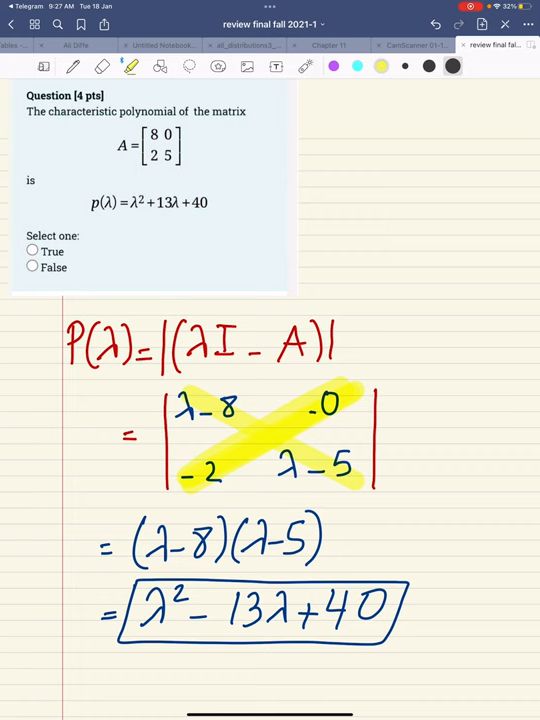 Telegram 9:27 AM Tue 18 Jan 32%
review final fall 2021-1
Ali Diffe × Untitled Notebook... × all_distributions3_ × Chapter 11 × CamScanner 01-1... × review final fal...
Question [4 pts]
The characteristic polynomial of the matrix
A = [8 0
2 5]
is
p(λ) = λ² + 13λ + 40
Select one:
True
False
P(λ) = |(λI - A)|
= | λ - 8 - 0 |
| - 2 λ - 5 |
= (λ - 8)(λ - 5)
= λ² - 13λ + 40